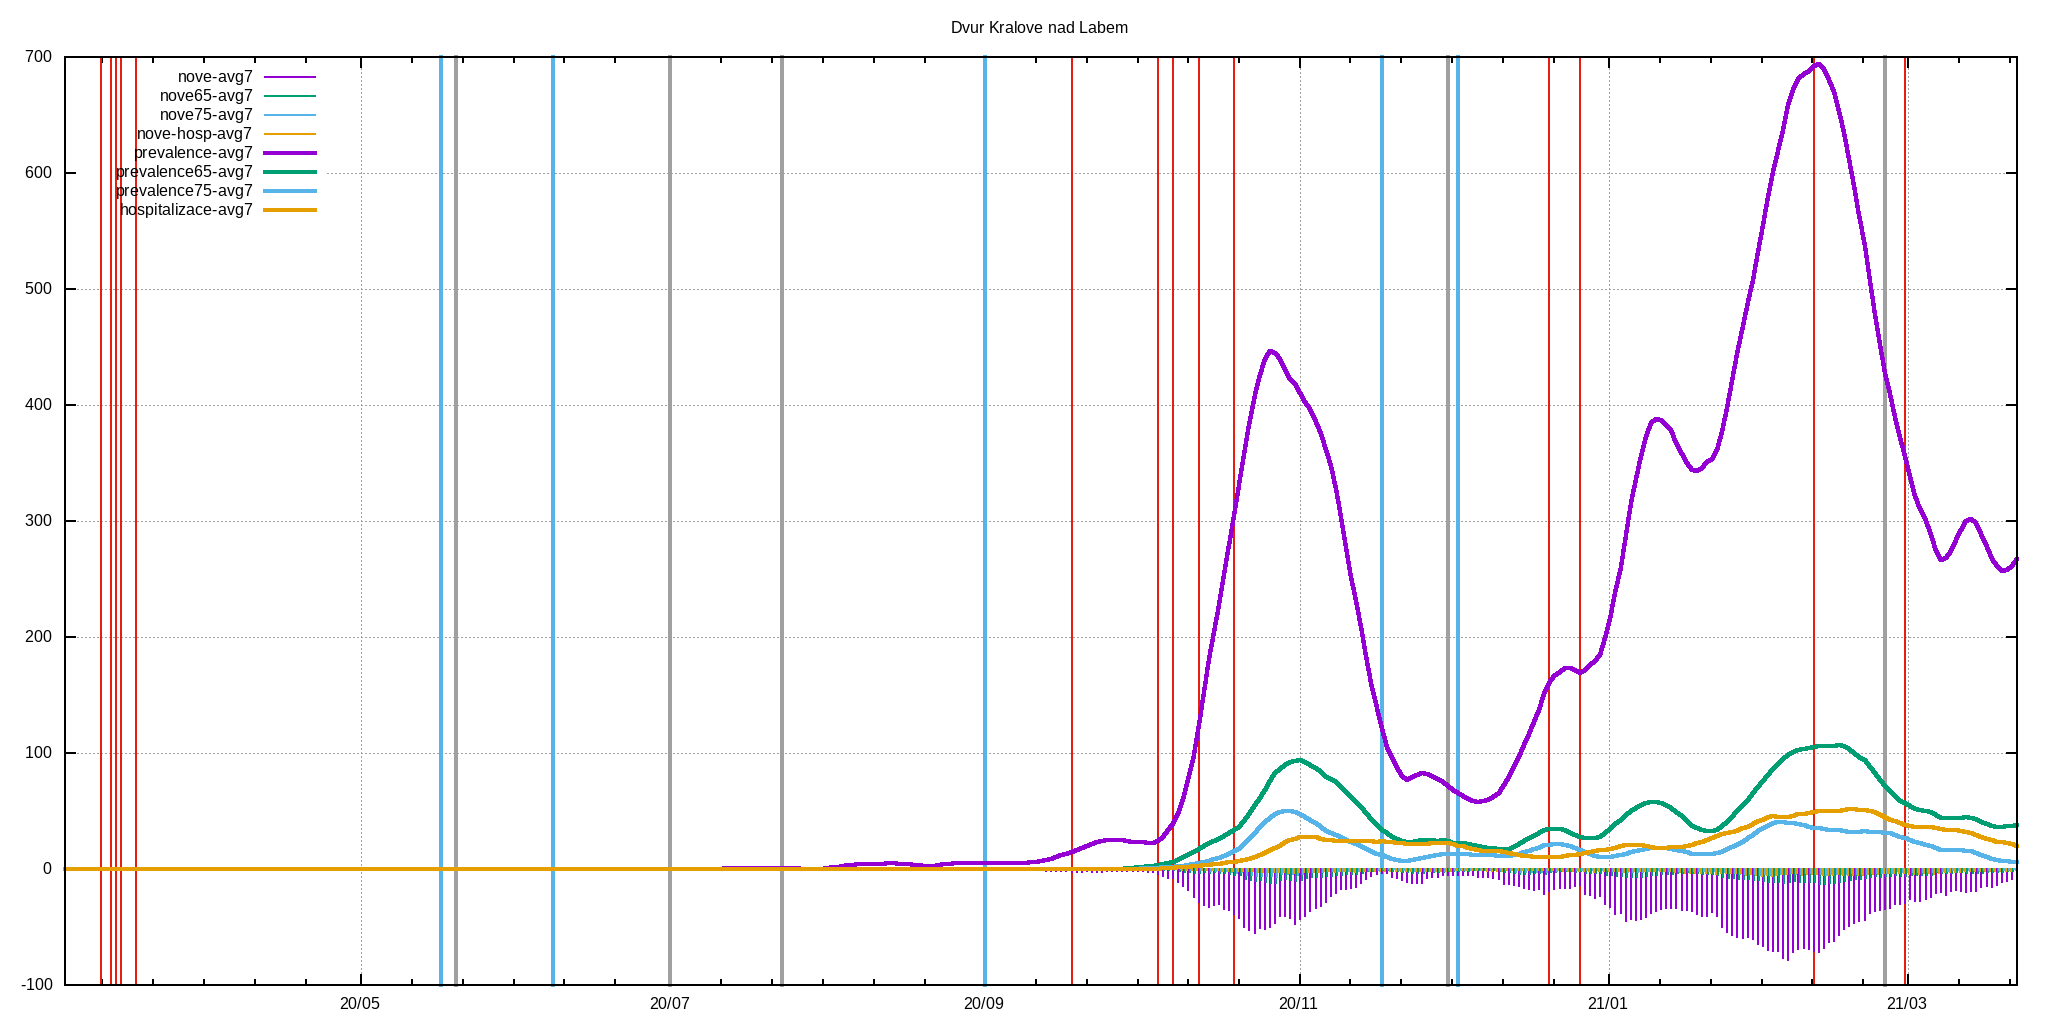 Dvur Kralove nad Labem
700
600
500
400
300
200
100
0
-100
nove-avg7
nove65-avg7
nove75-avg7
nove-hosp-avg7
prevalence-avg7
prevalence65-avg7
prevalence75-avg7
hospitalizace-avg7
20/05
20/07
20/09
20/11
21/01
21/03